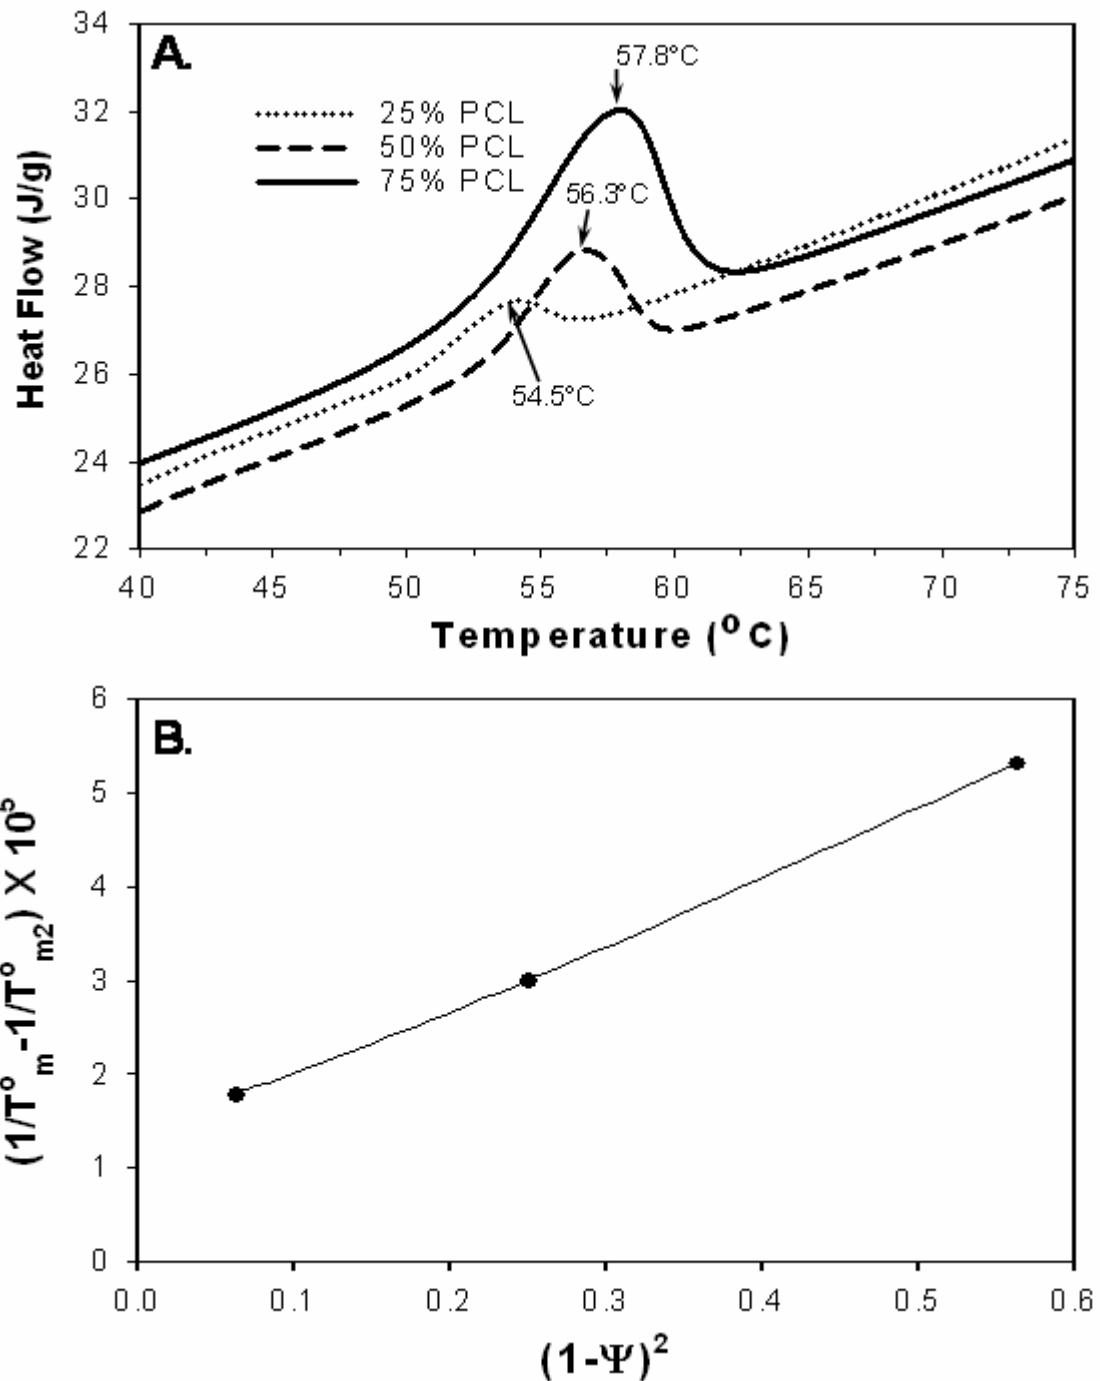 A.
34
32
30
28
26
24
22
Heat Flow (J/g)
25% PCL
50% PCL
75% PCL
57.8°C
56.3°C
54.5°C
40 45 50 55 60 65 70 75
Temperature (°C)
B.
6
5
4
3
2
1
0
(1/T°m-1/T°m2) X 10⁵
0.0 0.1 0.2 0.3 0.4 0.5 0.6
(1-Ψ)²